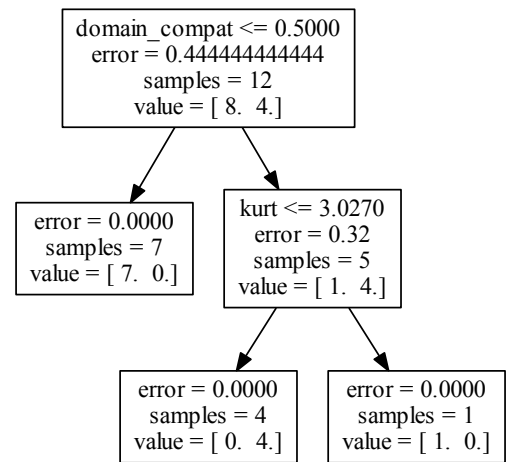 domain_compat <= 0.5000
error = 0.444444444444
samples = 12
value = [ 8.  4.]
error = 0.0000
samples = 7
value = [ 7.  0.]
kurt <= 3.0270
error = 0.32
samples = 5
value = [ 1.  4.]
error = 0.0000
samples = 4
value = [ 0.  4.]
error = 0.0000
samples = 1
value = [ 1.  0.]